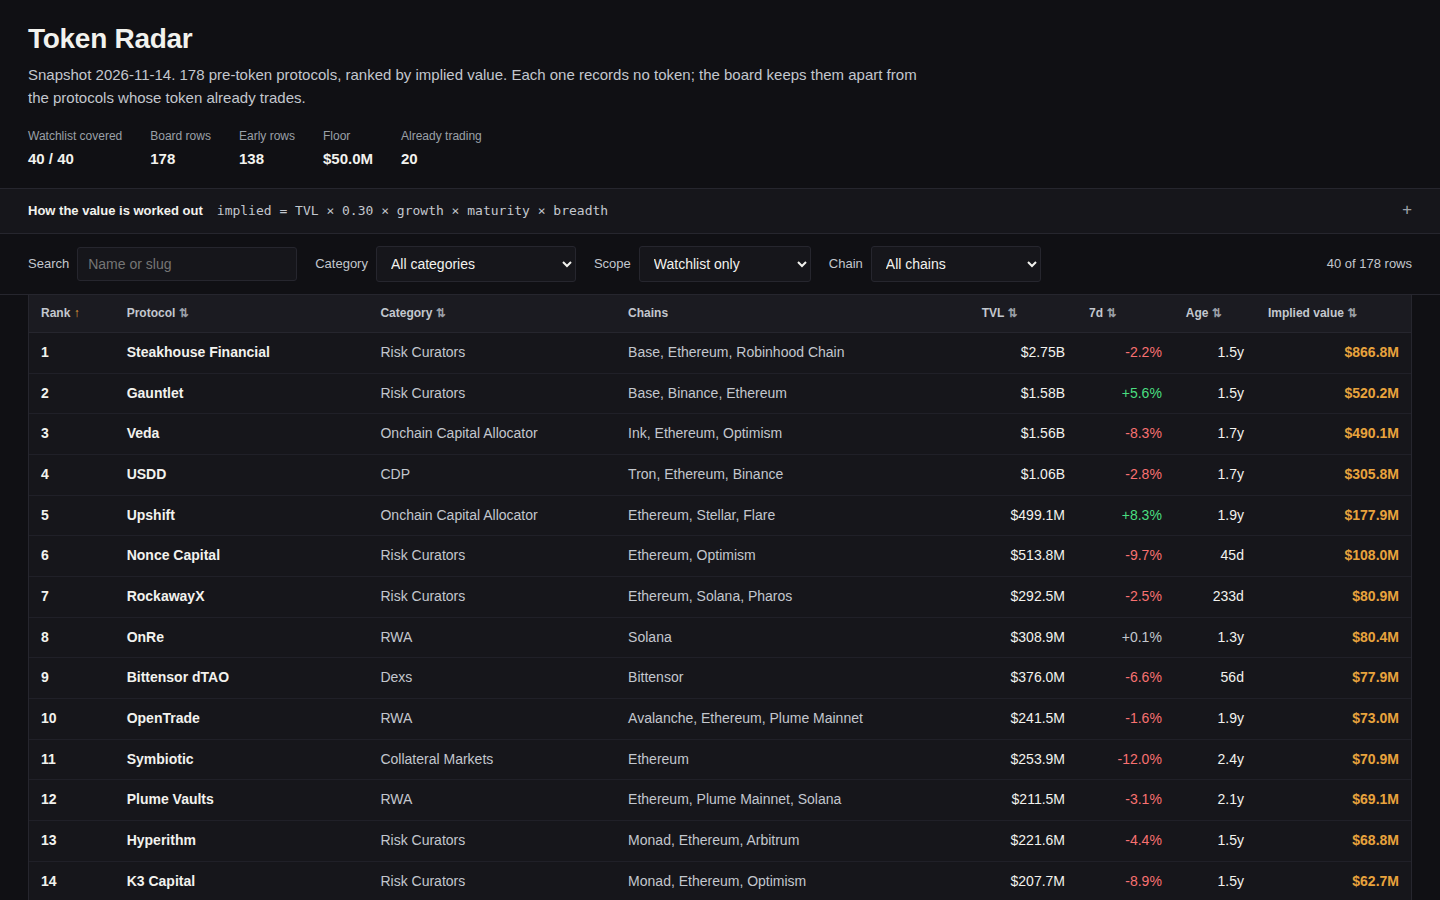 Token Radar
Snapshot 2026-11-14. 178 pre-token protocols, ranked by implied value. Each one records no token; the board keeps them apart from
the protocols whose token already trades.
Watchlist covered Board rows Early rows Floor Already trading
40 / 40 178 138 $50.0M 20
How the value is worked out implied = TVL × 0.30 × growth × maturity × breadth +
Search Name or slug Category All categories Scope Watchlist only Chain All chains 40 of 178 rows
Rank ↑ Protocol ⇅ Category ⇅ Chains TVL ⇅ 7d ⇅ Age ⇅ Implied value ⇅
1 Steakhouse Financial Risk Curators Base, Ethereum, Robinhood Chain $2.75B -2.2% 1.5y $866.8M
2 Gauntlet Risk Curators Base, Binance, Ethereum $1.58B +5.6% 1.5y $520.2M
3 Veda Onchain Capital Allocator Ink, Ethereum, Optimism $1.56B -8.3% 1.7y $490.1M
4 USDD CDP Tron, Ethereum, Binance $1.06B -2.8% 1.7y $305.8M
5 Upshift Onchain Capital Allocator Ethereum, Stellar, Flare $499.1M +8.3% 1.9y $177.9M
6 Nonce Capital Risk Curators Ethereum, Optimism $513.8M -9.7% 45d $108.0M
7 RockawayX Risk Curators Ethereum, Solana, Pharos $292.5M -2.5% 233d $80.9M
8 OnRe RWA Solana $308.9M +0.1% 1.3y $80.4M
9 Bittensor dTAO Dexs Bittensor $376.0M -6.6% 56d $77.9M
10 OpenTrade RWA Avalanche, Ethereum, Plume Mainnet $241.5M -1.6% 1.9y $73.0M
11 Symbiotic Collateral Markets Ethereum $253.9M -12.0% 2.4y $70.9M
12 Plume Vaults RWA Ethereum, Plume Mainnet, Solana $211.5M -3.1% 2.1y $69.1M
13 Hyperithm Risk Curators Monad, Ethereum, Arbitrum $221.6M -4.4% 1.5y $68.8M
14 K3 Capital Risk Curators Monad, Ethereum, Optimism $207.7M -8.9% 1.5y $62.7M